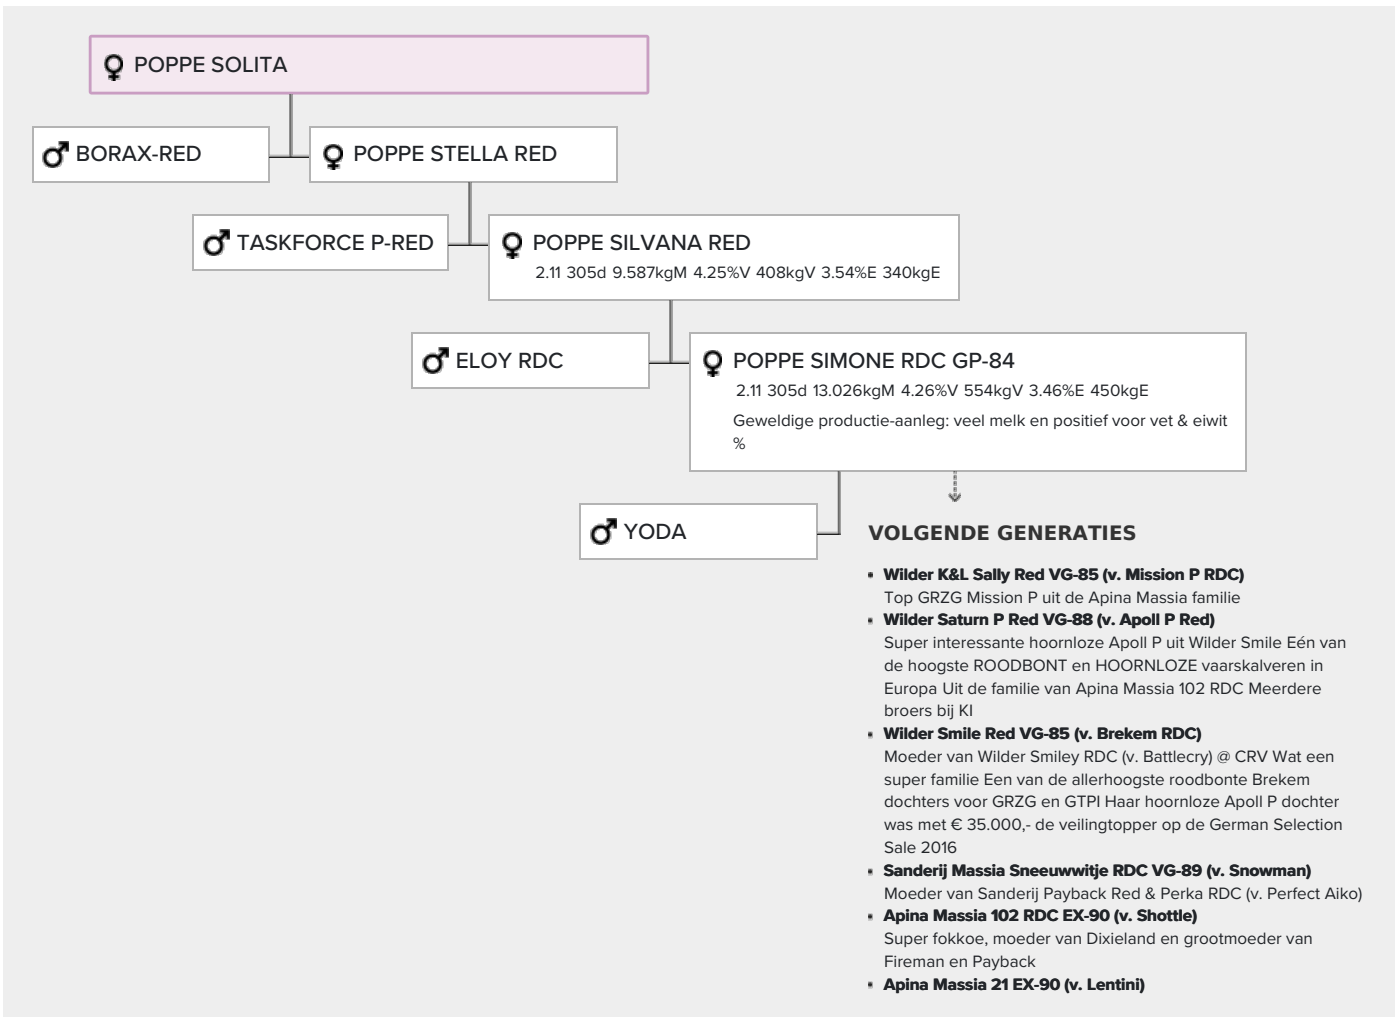 POPPE SOLITA
BORAX-RED
POPPE STELLA RED
TASKFORCE P-RED
POPPE SILVANA RED
2.11 305d 9.587kgM 4.25%V 408kgV 3.54%E 340kgE
ELOY RDC
POPPE SIMONE RDC GP-84
2.11 305d 13.026kgM 4.26%V 554kgV 3.46%E 450kgE
Geweldige productie-aanleg: veel melk en positief voor vet & eiwit
%
YODA
VOLGENDE GENERATIES
Wilder K&L Sally Red VG-85 (v. Mission P RDC)
Top GRZG Mission P uit de Apina Massia familie
Wilder Saturn P Red VG-88 (v. Apoll P Red)
Super interessante hoornloze Apoll P uit Wilder Smile Eén van
de hoogste ROODBONT en HOORNLOZE vaarskalveren in
Europa Uit de familie van Apina Massia 102 RDC Meerdere
broers bij KI
Wilder Smile Red VG-85 (v. Brekem RDC)
Moeder van Wilder Smiley RDC (v. Battlecry) @ CRV Wat een
super familie Een van de allerhoogste roodbonte Brekem
dochters voor GRZG en GTPI Haar hoornloze Apoll P dochter
was met € 35.000,- de veilingtopper op de German Selection
Sale 2016
Sanderij Massia Sneeuwwitje RDC VG-89 (v. Snowman)
Moeder van Sanderij Payback Red & Perka RDC (v. Perfect Aiko)
Apina Massia 102 RDC EX-90 (v. Shottle)
Super fokkoe, moeder van Dixieland en grootmoeder van
Fireman en Payback
Apina Massia 21 EX-90 (v. Lentini)